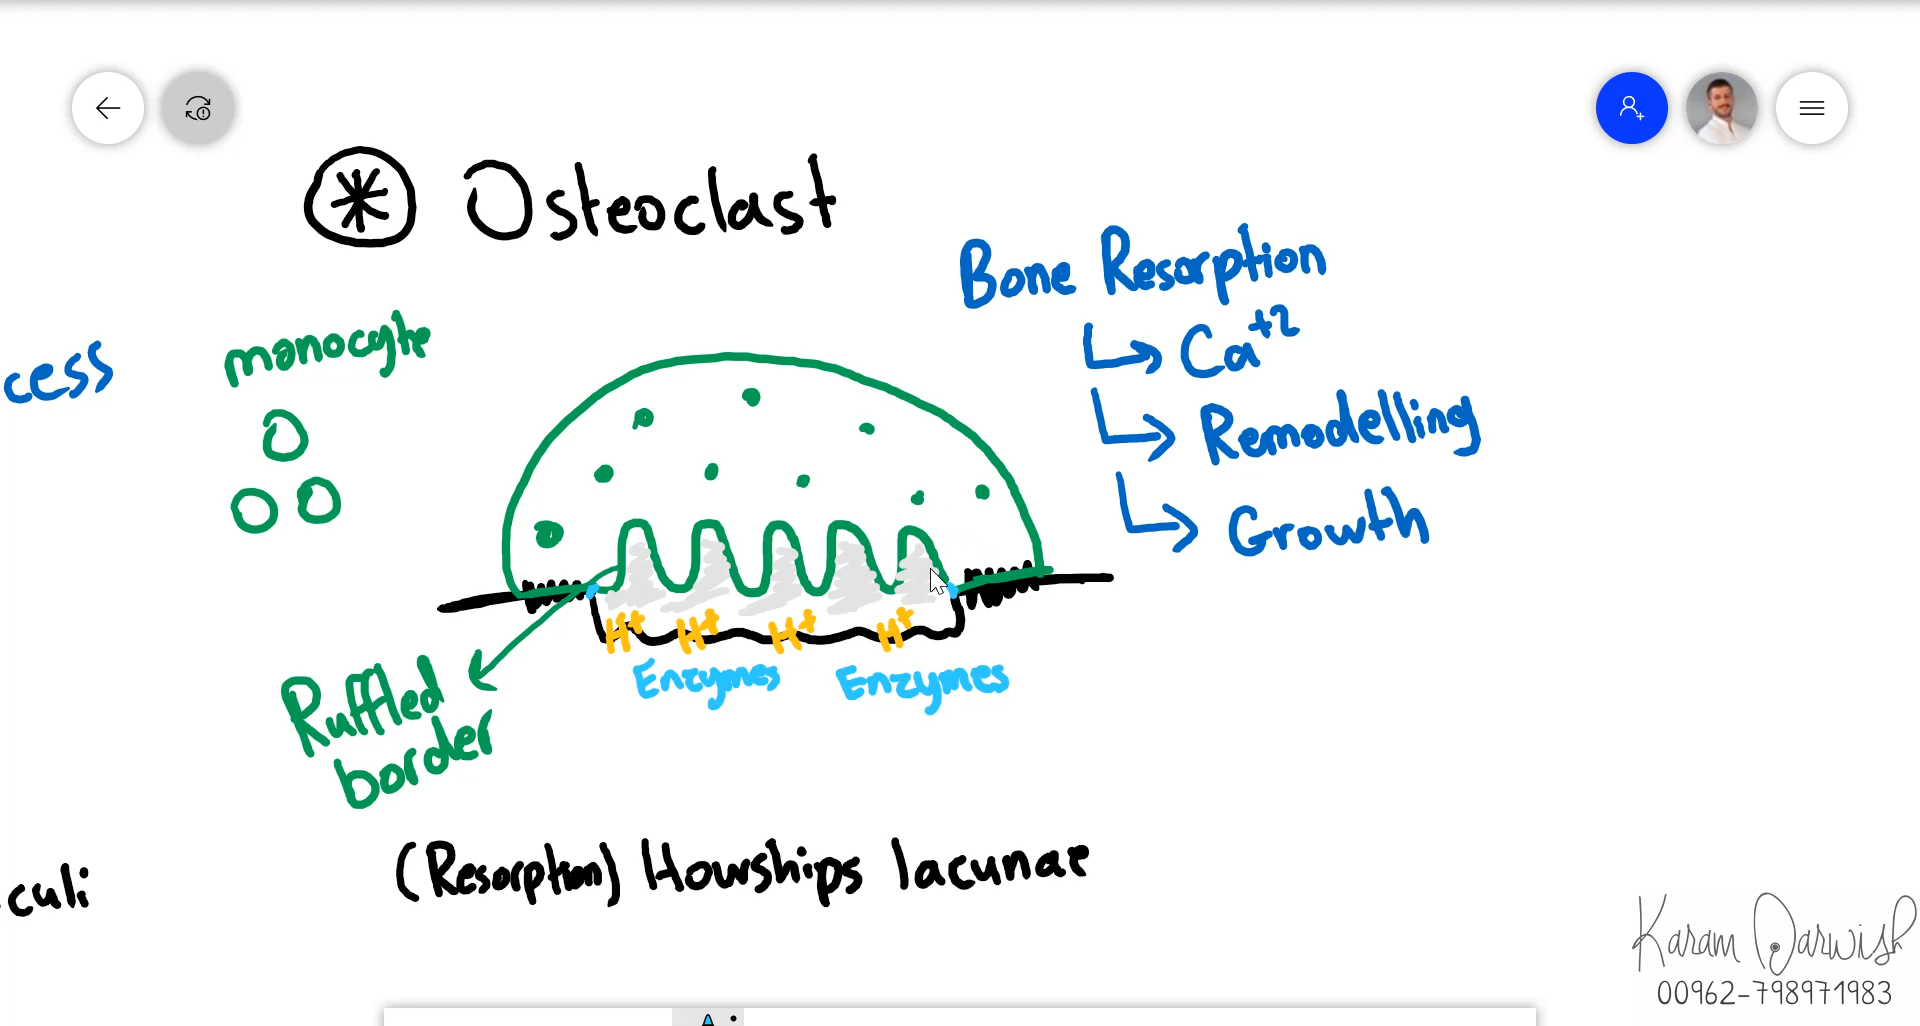 * Osteoclast
Bone Resorption
Ca+2
Remodelling
Growth
cess
monocyte
H+ H+ H+ H+
Enzymes Enzymes
Ruffled
border
(Resorption) Howships lacunae
culi
Karam Darwish
00962-798971983